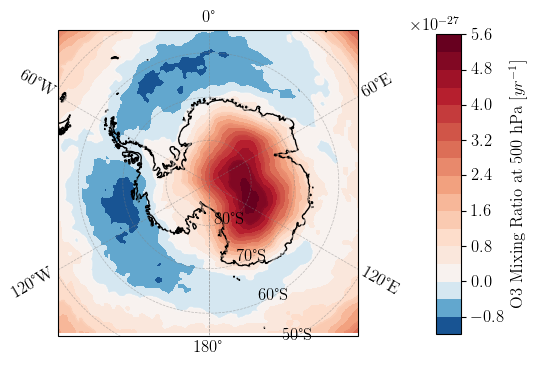 0°
×10⁻²⁷
60°W
60°E
5.6
4.8
4.0
3.2
2.4
1.6
0.8
0.0
−0.8
O3 Mixing Ratio at 500 hPa [yr⁻¹]
80°S
70°S
60°S
50°S
120°W
120°E
180°